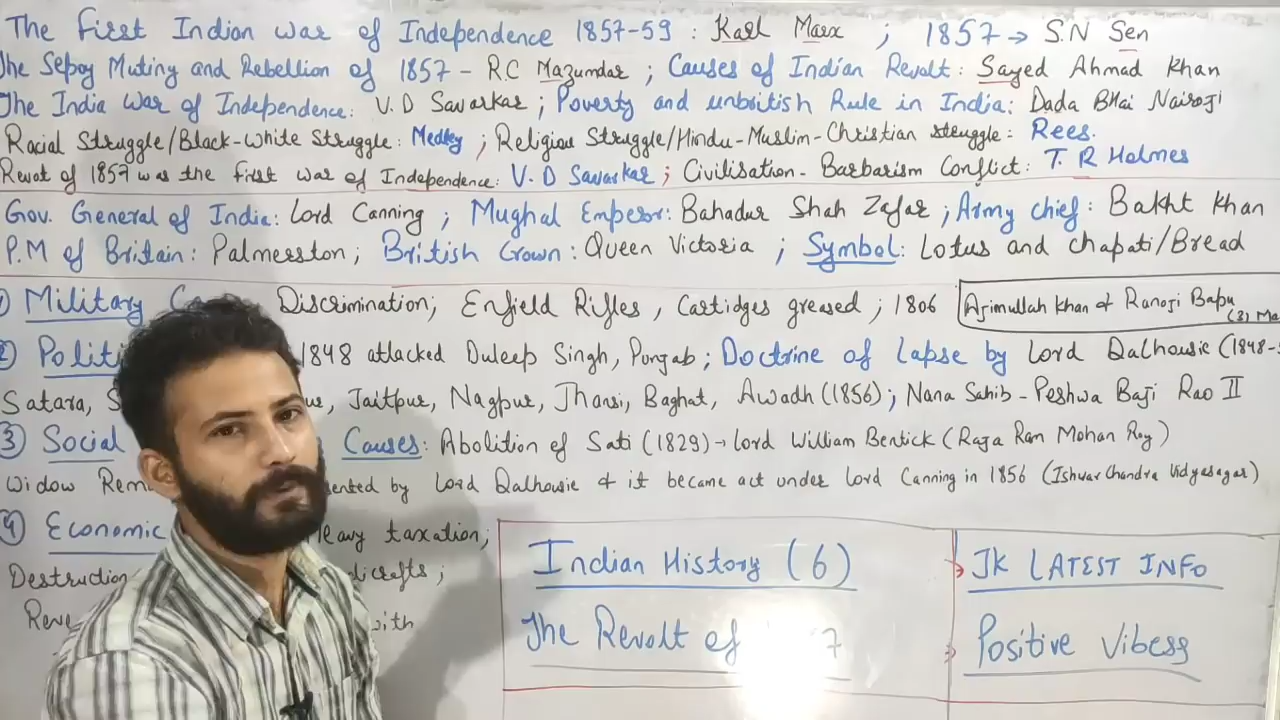 The First Indian War of Independence 1857-59 : Karl Marx ; 1857 → S.N Sen
The Sepoy Mutiny and Rebellion of 1857 - R.C Mazumdar ; Causes of Indian Revolt : Sayed Ahmad Khan
The India War of Independence : V.D Savarkar ; Poverty and unbritish Rule in India : Dada Bhai Nairoji
Racial Struggle/Black-White Struggle : Medley ; Religious Struggle/Hindu-Muslim-Christian struggle : Rees.
Revot of 1857 was the First War of Independence : V.D Savarkar ; Civilisation - Barbarism Conflict : T. R Holmes
Gov. General of India : Lord Canning ; Mughal Emperor : Bahadur Shah Zafar ; Army chief : Bakht Khan
P.M of Britain : Palmerston ; British Crown : Queen Victoria ; Symbol : Lotus and chapati/Bread
Military Discrimination; Enfield Rifles, Cartidges greased ; 1806 Azimullah Khan & Ranoji Bapu
② 1848 attacked Duleep Singh, Punjab ; Doctrine of lapse by Lord Dalhousie (1848-
Satara, Jaitpur, Nagpur, Jhansi, Baghat, Awadh (1856) ; Nana Sahib - Peshwa Baji Rao II
③ Social Causes : Abolition of Sati (1829) → Lord William Bentick (Raja Ram Mohan Roy)
Widow by Lord Dalhousie & it became act under Lord Canning in 1856 (Ishwar Chandra Vidyasagar)
④ Economic Heavy taxation;
Destruction
with
Indian History (6)
The Revolt of 7
JK LATEST INFO
Positive Vibess